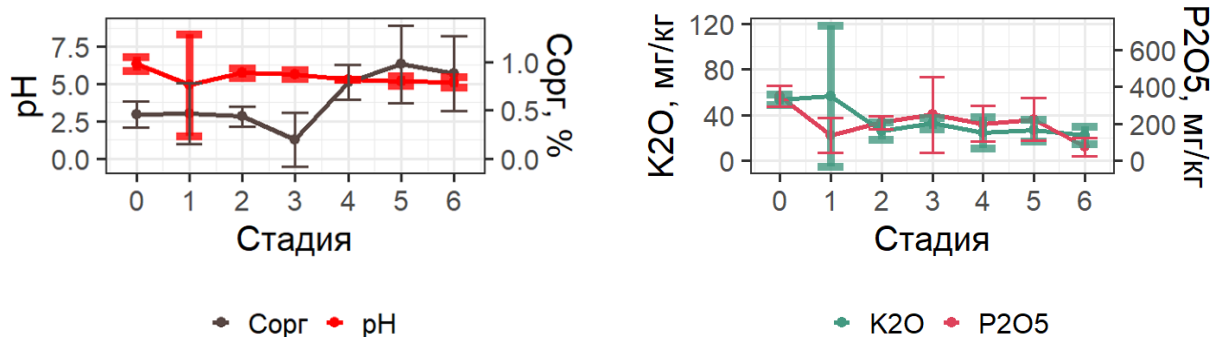 7.5
5.0
2.5
0.0
pH
1.0
0.5
0.0
Сорг, %
0 1 2 3 4 5 6
Стадия
Сорг pH
120
80
40
0
K2O, мг/кг
600
400
200
0
P2O5, мг/кг
0 1 2 3 4 5 6
Стадия
K2O P2O5